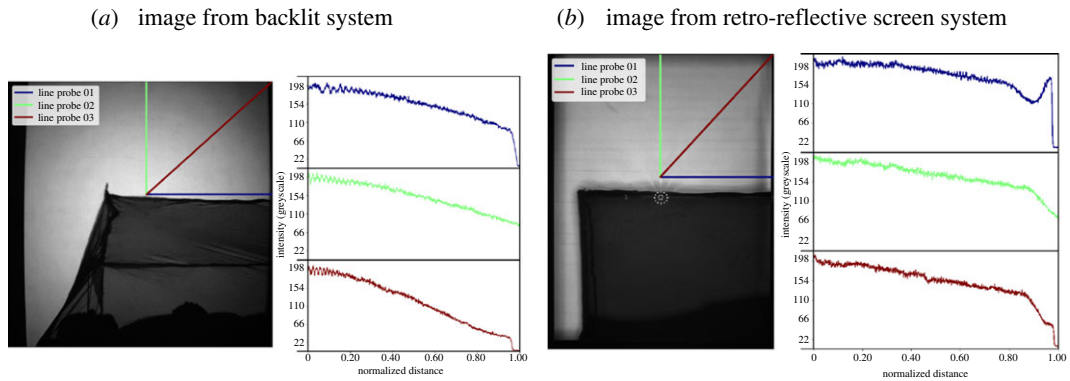 (a) image from backlit system
line probe 01
line probe 02
line probe 03
intensity (greyscale)
198
154
110
66
22
198
154
110
66
22
198
154
110
66
22
0 0.20 0.40 0.60 0.80 1.00
normalized distance
(b) image from retro-reflective screen system
line probe 01
line probe 02
line probe 03
intensity (greyscale)
198
154
110
66
22
198
154
110
66
22
198
154
110
66
22
0 0.20 0.40 0.60 0.80 1.00
normalized distance